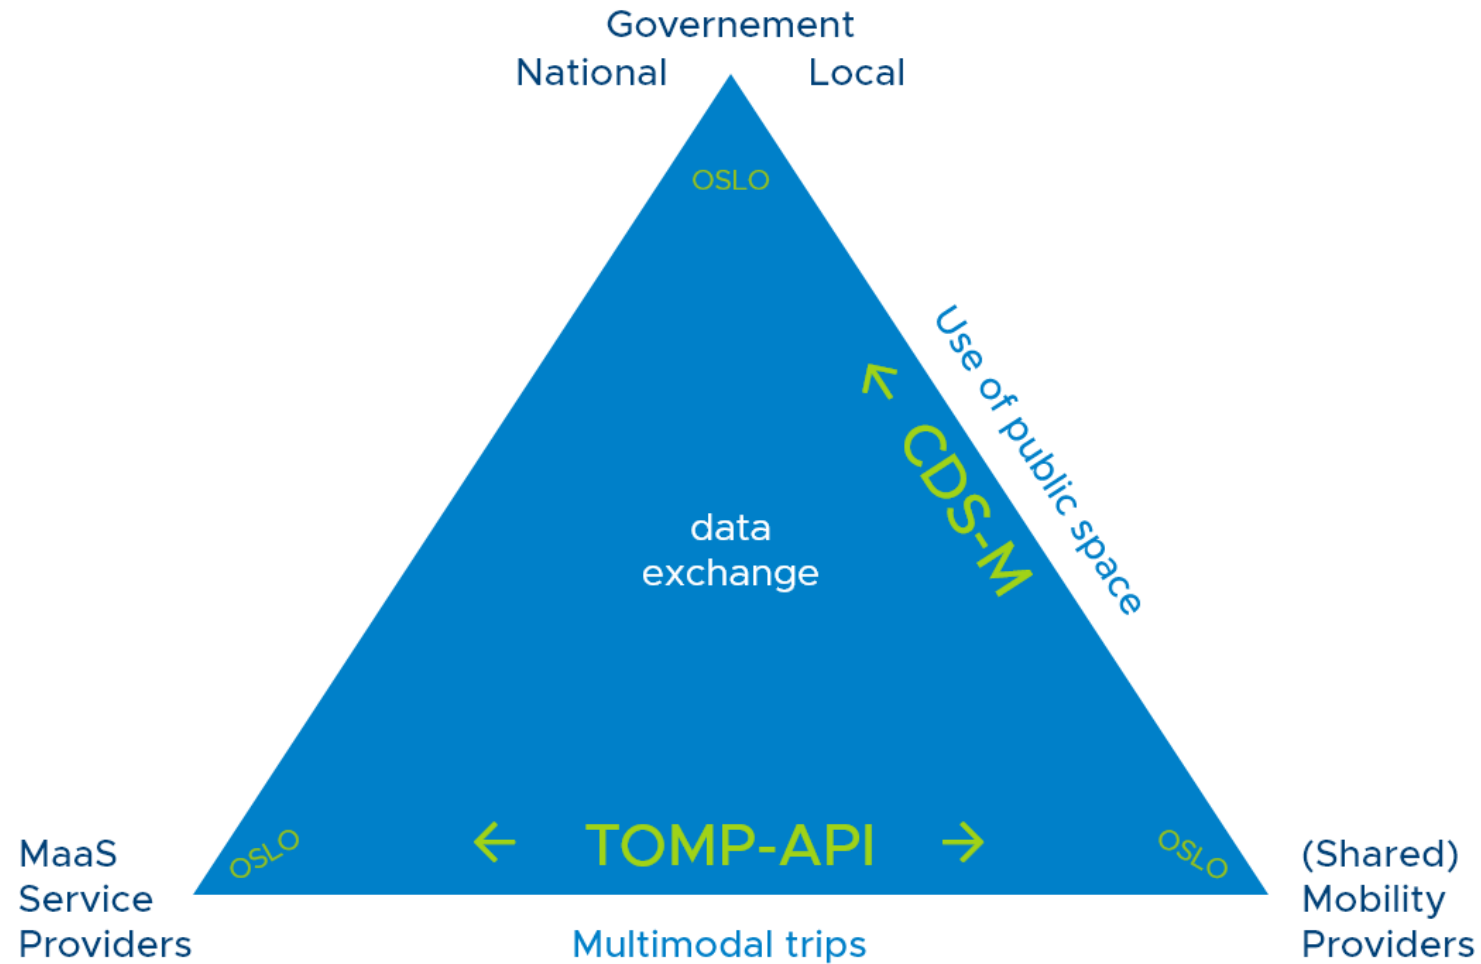 Governement
National Local
OSLO
Use of public space
CDS-M
data
exchange
OSLO
TOMP-API
OSLO
MaaS
Service
Providers
(Shared)
Mobility
Providers
Multimodal trips